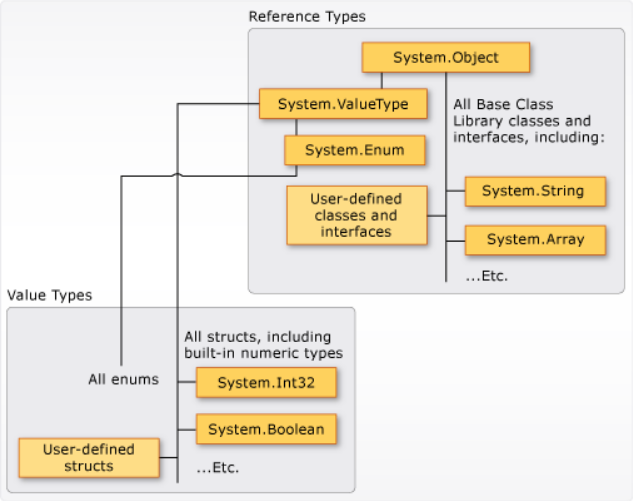 Reference Types
System.Object
System.ValueType
All Base Class
Library classes and
interfaces, including:
System.Enum
System.String
User-defined
classes and
interfaces
System.Array
...Etc.
Value Types
All structs, including
built-in numeric types
All enums
System.Int32
System.Boolean
User-defined
structs
...Etc.